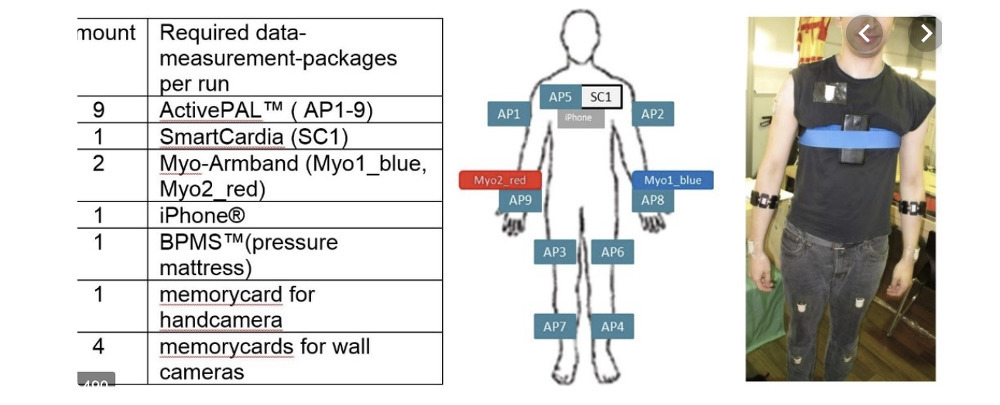 mount
Required data-
measurement-packages
per run
9
ActivePAL™ ( AP1-9)
1
SmartCardia (SC1)
2
Myo-Armband (Myo1_blue,
Myo2_red)
1
iPhone®
1
BPMS™(pressure
mattress)
1
memorycard for
handcamera
4
memorycards for wall
cameras
AP5
SC1
iPhone
AP1
AP2
Myo2_red
Myo1_blue
AP9
AP8
AP3
AP6
AP7
AP4